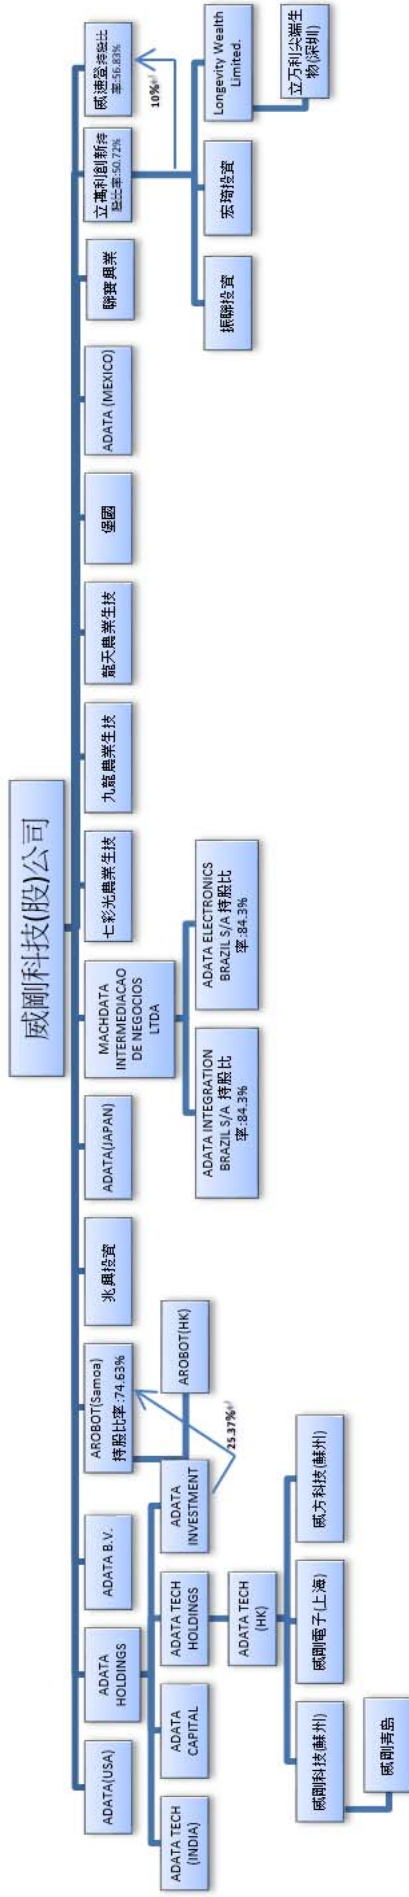 威剛科技(股)公司
ADATA(USA)
ADATA
HOLDINGS
ADATA B.V.
AROBOT(Samoa)
持股比率:74.63%
兆興投資
ADATA(JAPAN)
MACHDATA
INTERMEDIACAO
DE NEGOCIOS
LTDA
七彩光農業生技
九龍農業生技
龍天農業生技
堡國
ADATA (MEXICO)
聯寶興業
立萬利創新持
股比率:50.72%
威速登持股比
率:56.83%
ADATA TECH
(INDIA)
ADATA
CAPITAL
ADATA TECH
HOLDINGS
ADATA
INVESTMENT
AROBOT(HK)
25.37%
ADATA INTEGRATION
BRAZIL S/A 持股比
率:84.3%
ADATA ELECTRONICS
BRAZIL S/A 持股比
率:84.3%
10%
振聯投資
宏琦投資
Longevity Wealth
Limited.
ADATA TECH
(HK)
立万利尖端生
物(深圳)
威剛科技(蘇州)
威剛電子(上海)
威方科技(蘇州)
威剛青島